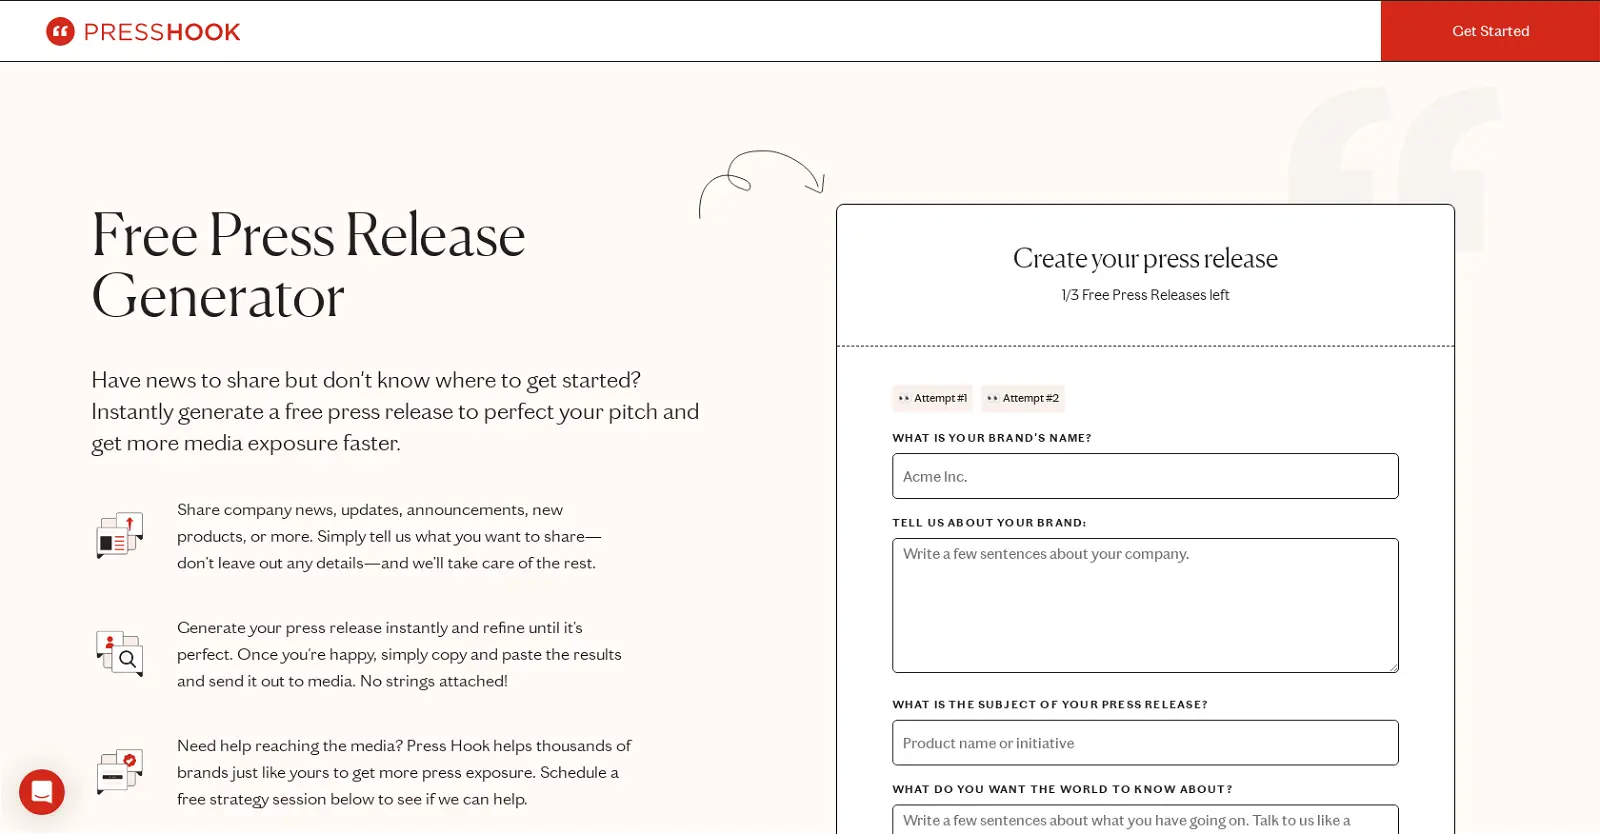 PRESSHOOK
Get Started
Free Press Release
Generator
Have news to share but don't know where to get started?
Instantly generate a free press release to perfect your pitch and
get more media exposure faster.
Share company news, updates, announcements, new
products, or more. Simply tell us what you want to share—
don't leave out any details—and we'll take care of the rest.
Generate your press release instantly and refine until it's
perfect. Once you're happy, simply copy and paste the results
and send it out to media. No strings attached!
Need help reaching the media? Press Hook helps thousands of
brands just like yours to get more press exposure. Schedule a
free strategy session below to see if we can help.
Create your press release
1/3 Free Press Releases left
👀 Attempt #1 👀 Attempt #2
WHAT IS YOUR BRAND'S NAME?
Acme Inc.
TELL US ABOUT YOUR BRAND:
Write a few sentences about your company.
WHAT IS THE SUBJECT OF YOUR PRESS RELEASE?
Product name or initiative
WHAT DO YOU WANT THE WORLD TO KNOW ABOUT?
Write a few sentences about what you have going on. Talk to us like a